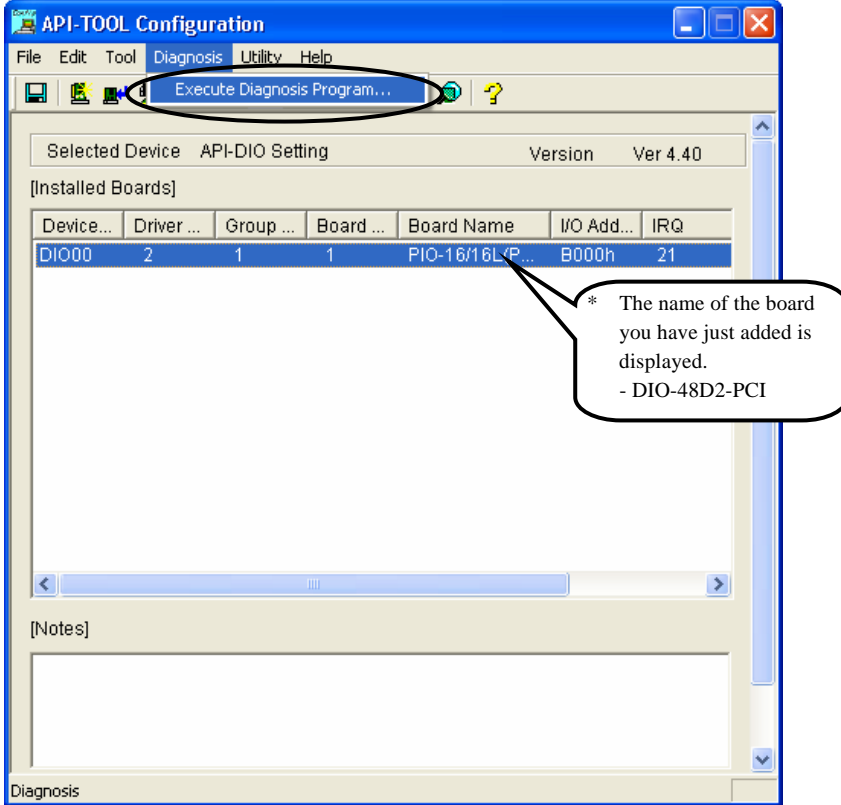 API-TOOL Configuration
File Edit Tool Diagnosis Utility Help
Execute Diagnosis Program...
Selected Device API-DIO Setting Version Ver 4.40
[Installed Boards]
Device... Driver ... Group ... Board ... Board Name I/O Add... IRQ
DIO00 2 1 1 PIO-16/16L(P... B000h 21
* The name of the board
you have just added is
displayed.
- DIO-48D2-PCI
[Notes]
Diagnosis